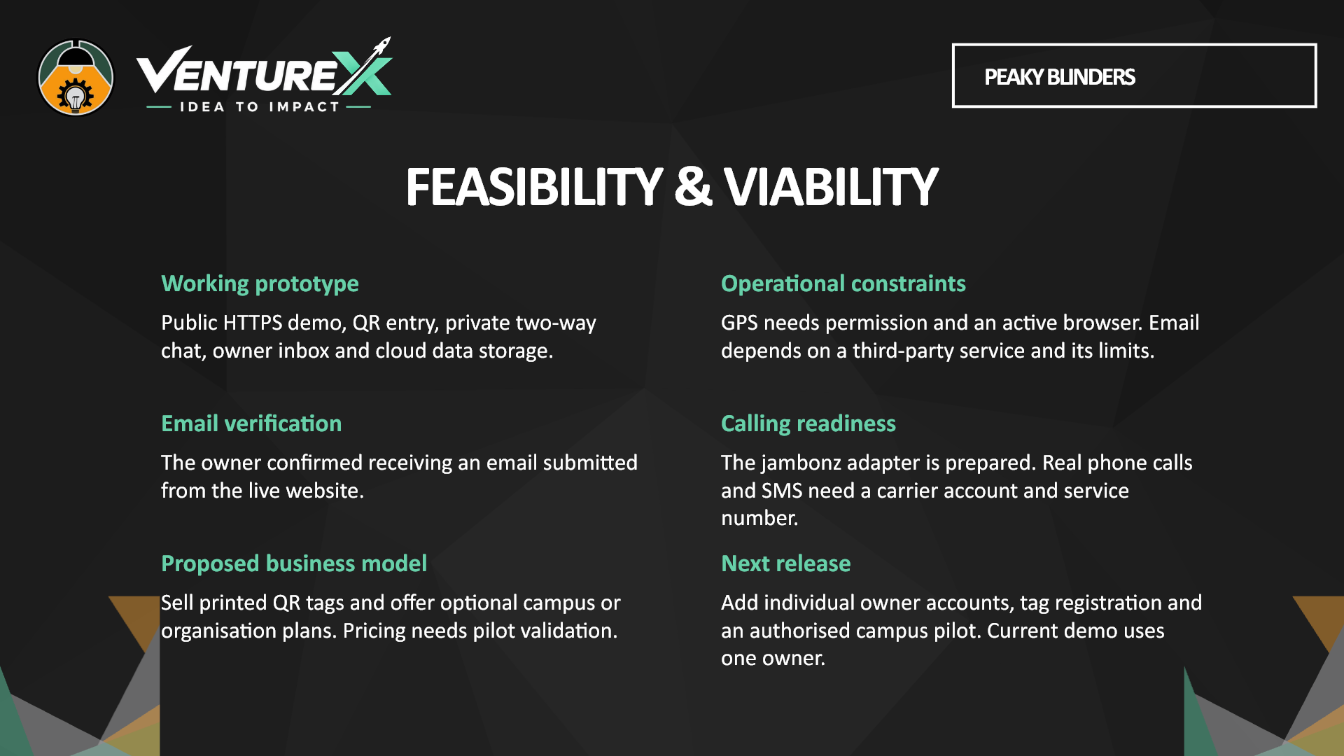 VENTUREX
IDEA TO IMPACT
PEAKY BLINDERS
FEASIBILITY & VIABILITY
Working prototype
Public HTTPS demo, QR entry, private two-way
chat, owner inbox and cloud data storage.
Email verification
The owner confirmed receiving an email submitted
from the live website.
Proposed business model
Sell printed QR tags and offer optional campus or
organisation plans. Pricing needs pilot validation.
Operational constraints
GPS needs permission and an active browser. Email
depends on a third-party service and its limits.
Calling readiness
The jambonz adapter is prepared. Real phone calls
and SMS need a carrier account and service
number.
Next release
Add individual owner accounts, tag registration and
an authorised campus pilot. Current demo uses
one owner.